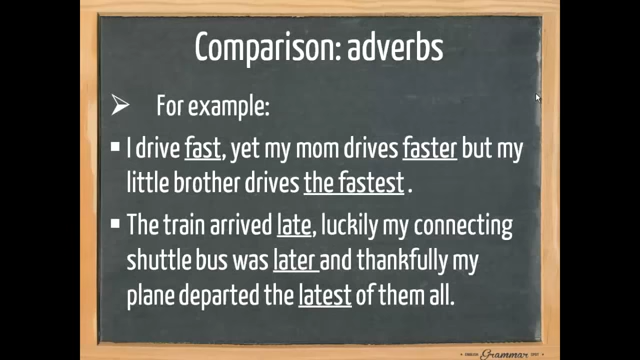 Comparison: adverbs
➢ For example:
▪ I drive fast, yet my mom drives faster but my
little brother drives the fastest .
▪ The train arrived late, luckily my connecting
shuttle bus was later and thankfully my
plane departed the latest of them all.
Grammar